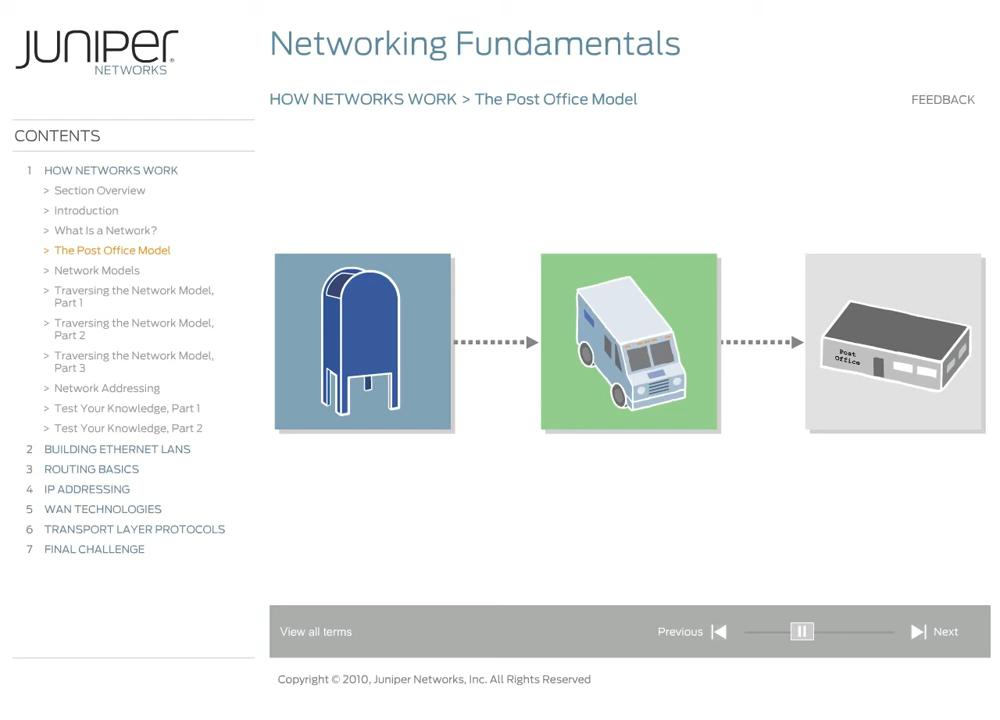 JUNIPER
NETWORKS
Networking Fundamentals
HOW NETWORKS WORK > The Post Office Model
FEEDBACK
CONTENTS
1 HOW NETWORKS WORK
> Section Overview
> Introduction
> What Is a Network?
> The Post Office Model
> Network Models
> Traversing the Network Model,
Part 1
> Traversing the Network Model,
Part 2
> Traversing the Network Model,
Part 3
> Network Addressing
> Test Your Knowledge, Part 1
> Test Your Knowledge, Part 2
2 BUILDING ETHERNET LANS
3 ROUTING BASICS
4 IP ADDRESSING
5 WAN TECHNOLOGIES
6 TRANSPORT LAYER PROTOCOLS
7 FINAL CHALLENGE
Post
Office
View all terms
Previous
Next
Copyright © 2010, Juniper Networks, Inc. All Rights Reserved